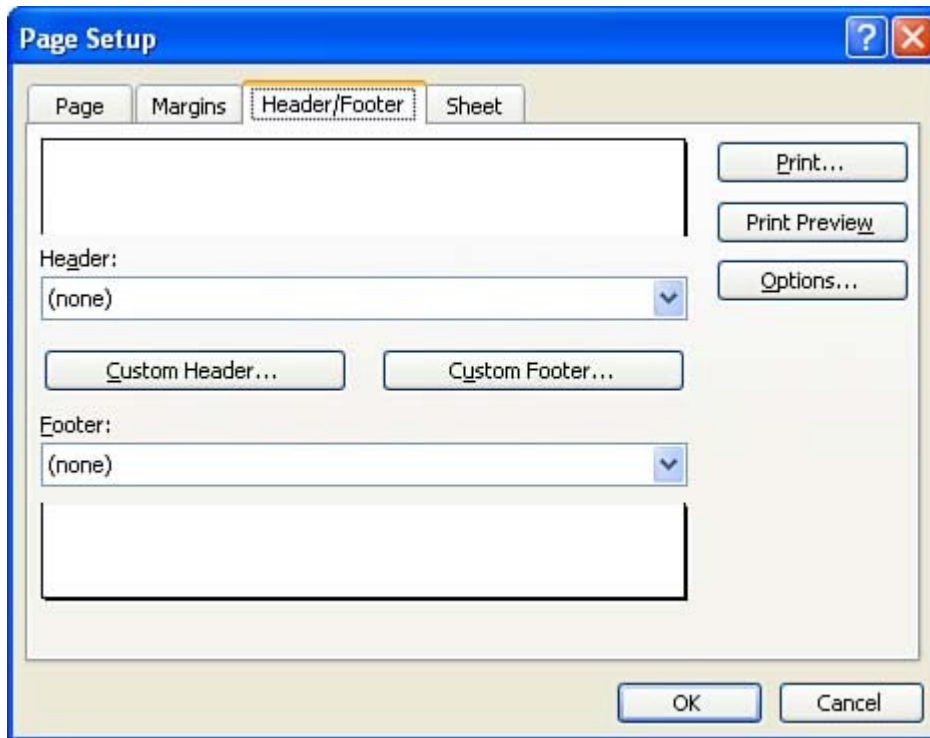 Page Setup
?
Page Margins Header/Footer Sheet
Print...
Print Preview
Header:
Options...
(none)
Custom Header... Custom Footer...
Footer:
(none)
OK Cancel